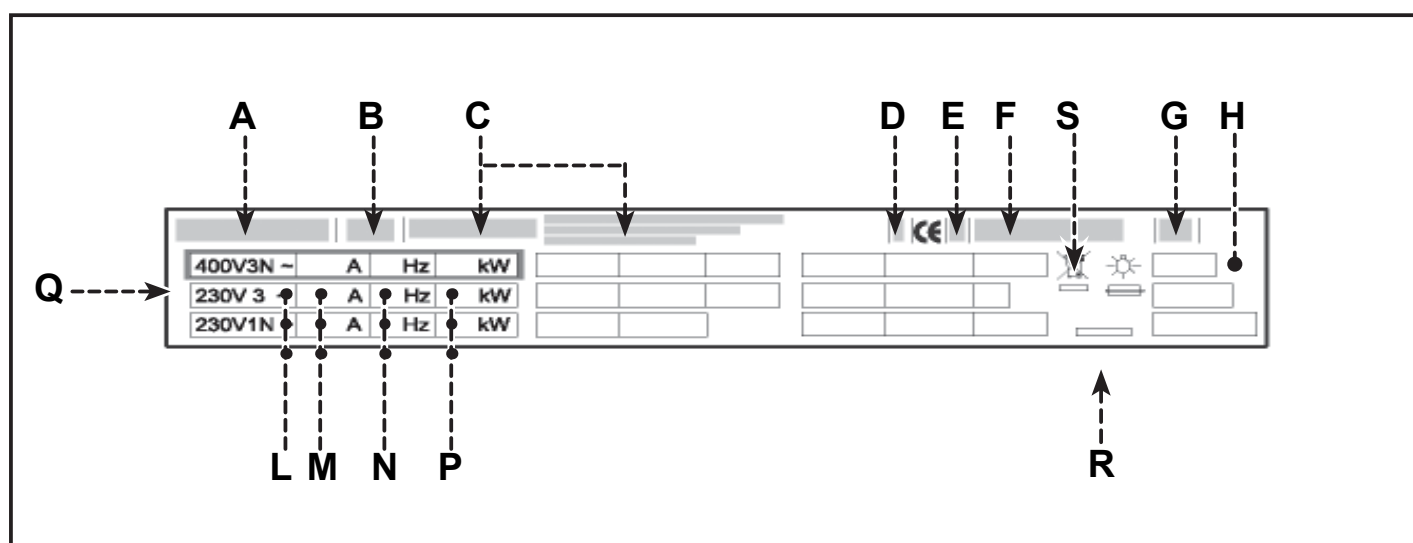 A B C D E F S G H
CE
400V3N ~ A Hz kW
Q
230V 3 ~ A Hz kW
230V1N A Hz kW
L M N P
R